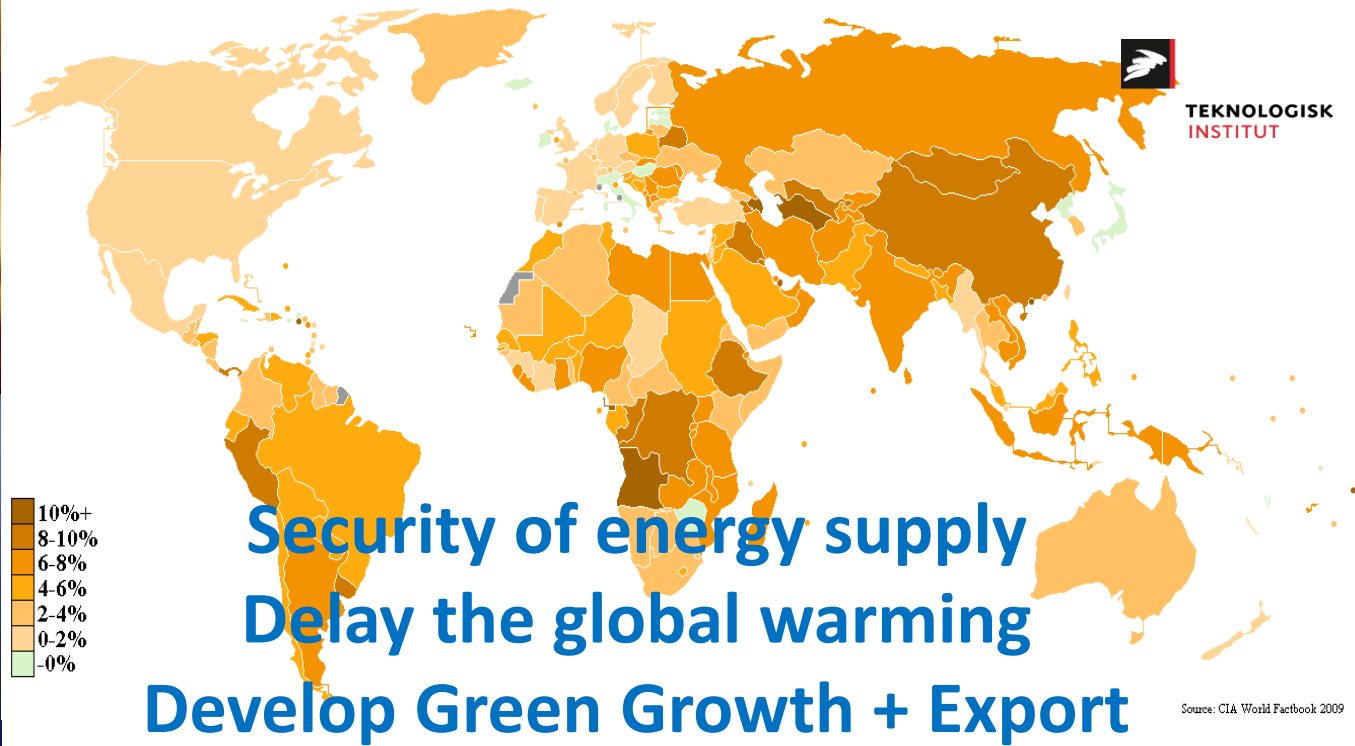 TEKNOLOGISK
INSTITUT
10%+
8-10%
6-8%
4-6%
2-4%
0-2%
-0%
Security of energy supply
Delay the global warming
Develop Green Growth + Export
Source: CIA World Factbook 2009